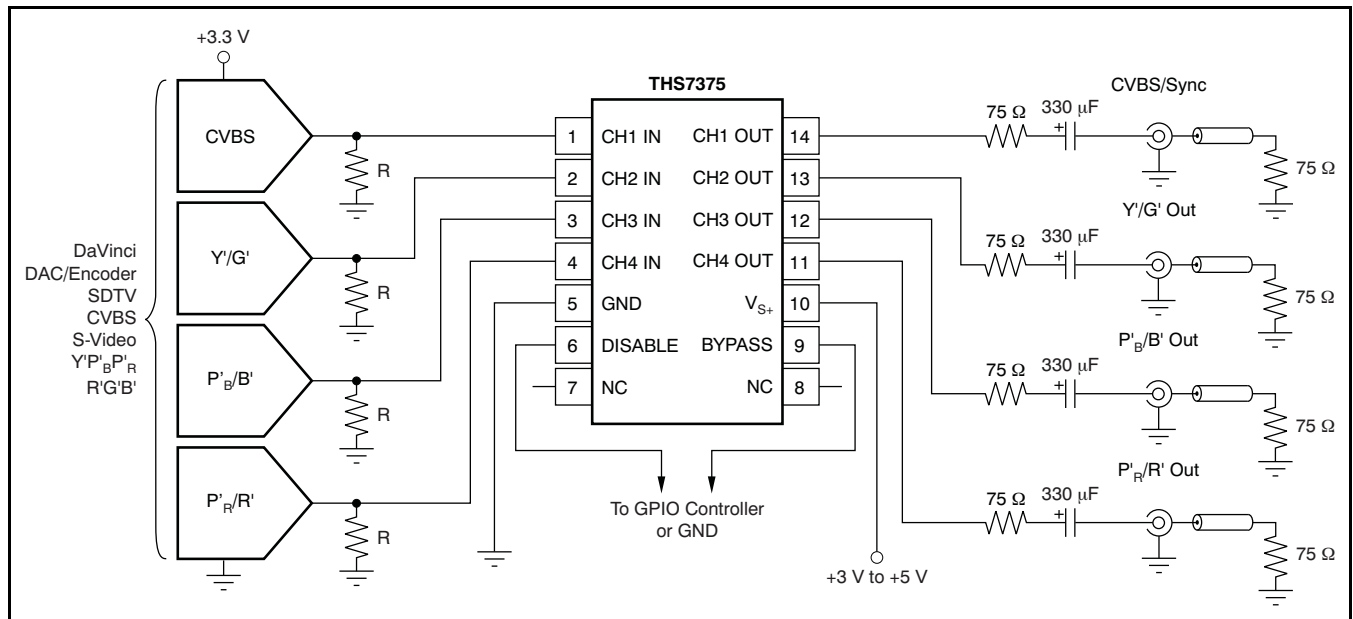 +3.3 V
CVBS
R
Y'/G'
R
P'B/B'
R
P'R/R'
R
DaVinci
DAC/Encoder
SDTV
CVBS
S-Video
Y'P'BP'R
R'G'B'
THS7375
1 CH1 IN CH1 OUT 14
2 CH2 IN CH2 OUT 13
3 CH3 IN CH3 OUT 12
4 CH4 IN CH4 OUT 11
5 GND VS+ 10
6 DISABLE BYPASS 9
7 NC NC 8
To GPIO Controller
or GND
+3 V to +5 V
CVBS/Sync
75 Ω 330 µF
+
75 Ω
Y'/G' Out
75 Ω 330 µF
+
75 Ω
P'B/B' Out
75 Ω 330 µF
+
75 Ω
P'R/R' Out
75 Ω 330 µF
+
75 Ω